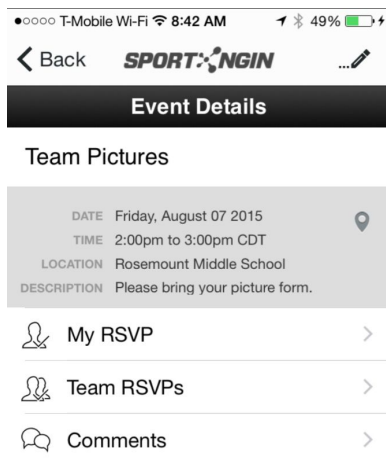 T-Mobile Wi-Fi 8:42 AM 49%
Back SPORT NGIN ...
Event Details
Team Pictures
DATE Friday, August 07 2015
TIME 2:00pm to 3:00pm CDT
LOCATION Rosemount Middle School
DESCRIPTION Please bring your picture form.
My RSVP
Team RSVPs
Comments